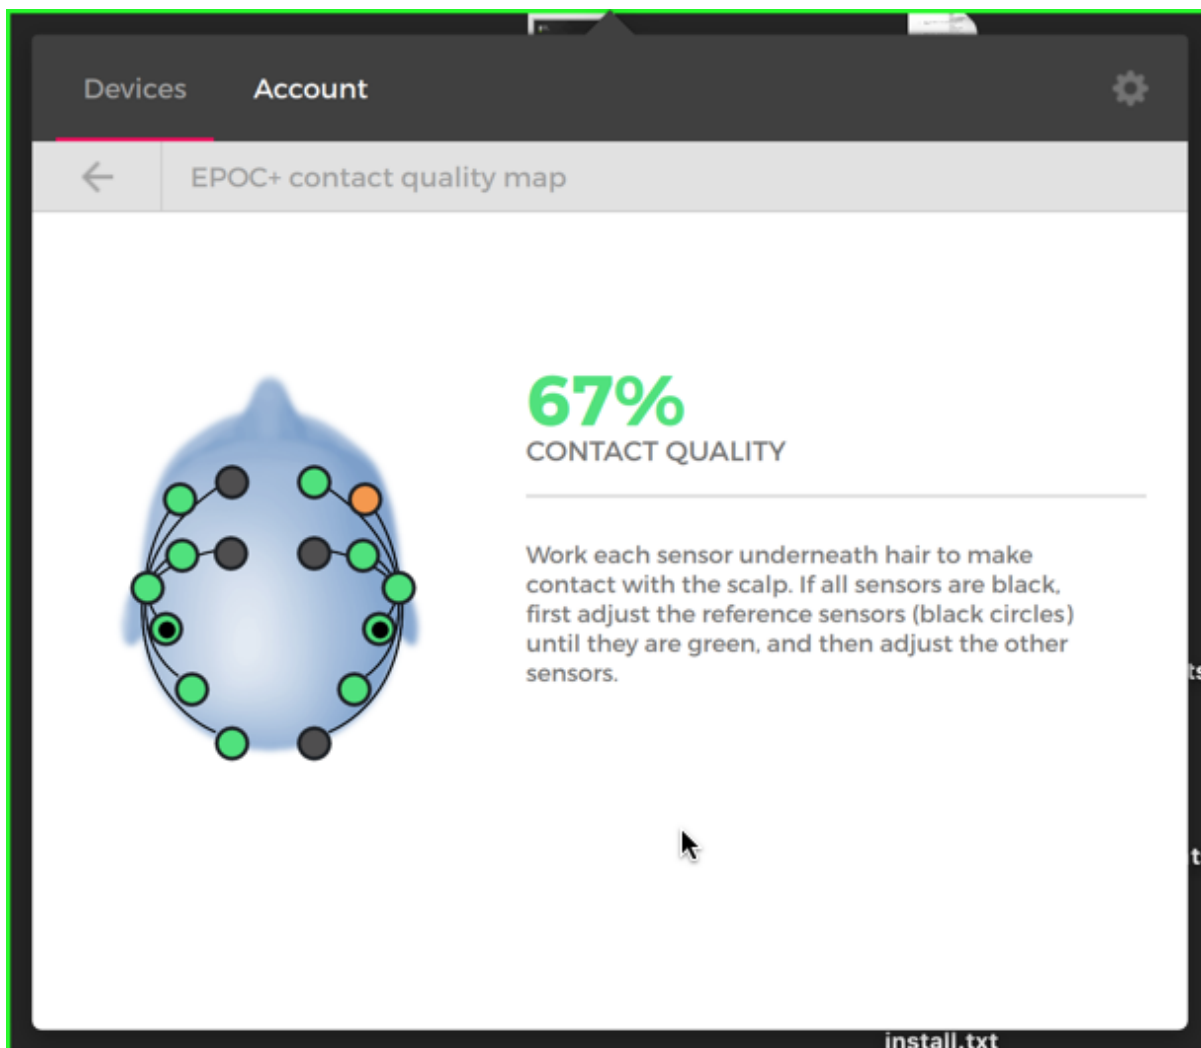 Devices
Account
EPOC+ contact quality map
67%
CONTACT QUALITY
Work each sensor underneath hair to make
contact with the scalp. If all sensors are black,
first adjust the reference sensors (black circles)
until they are green, and then adjust the other
sensors.
ts
t
install.txt